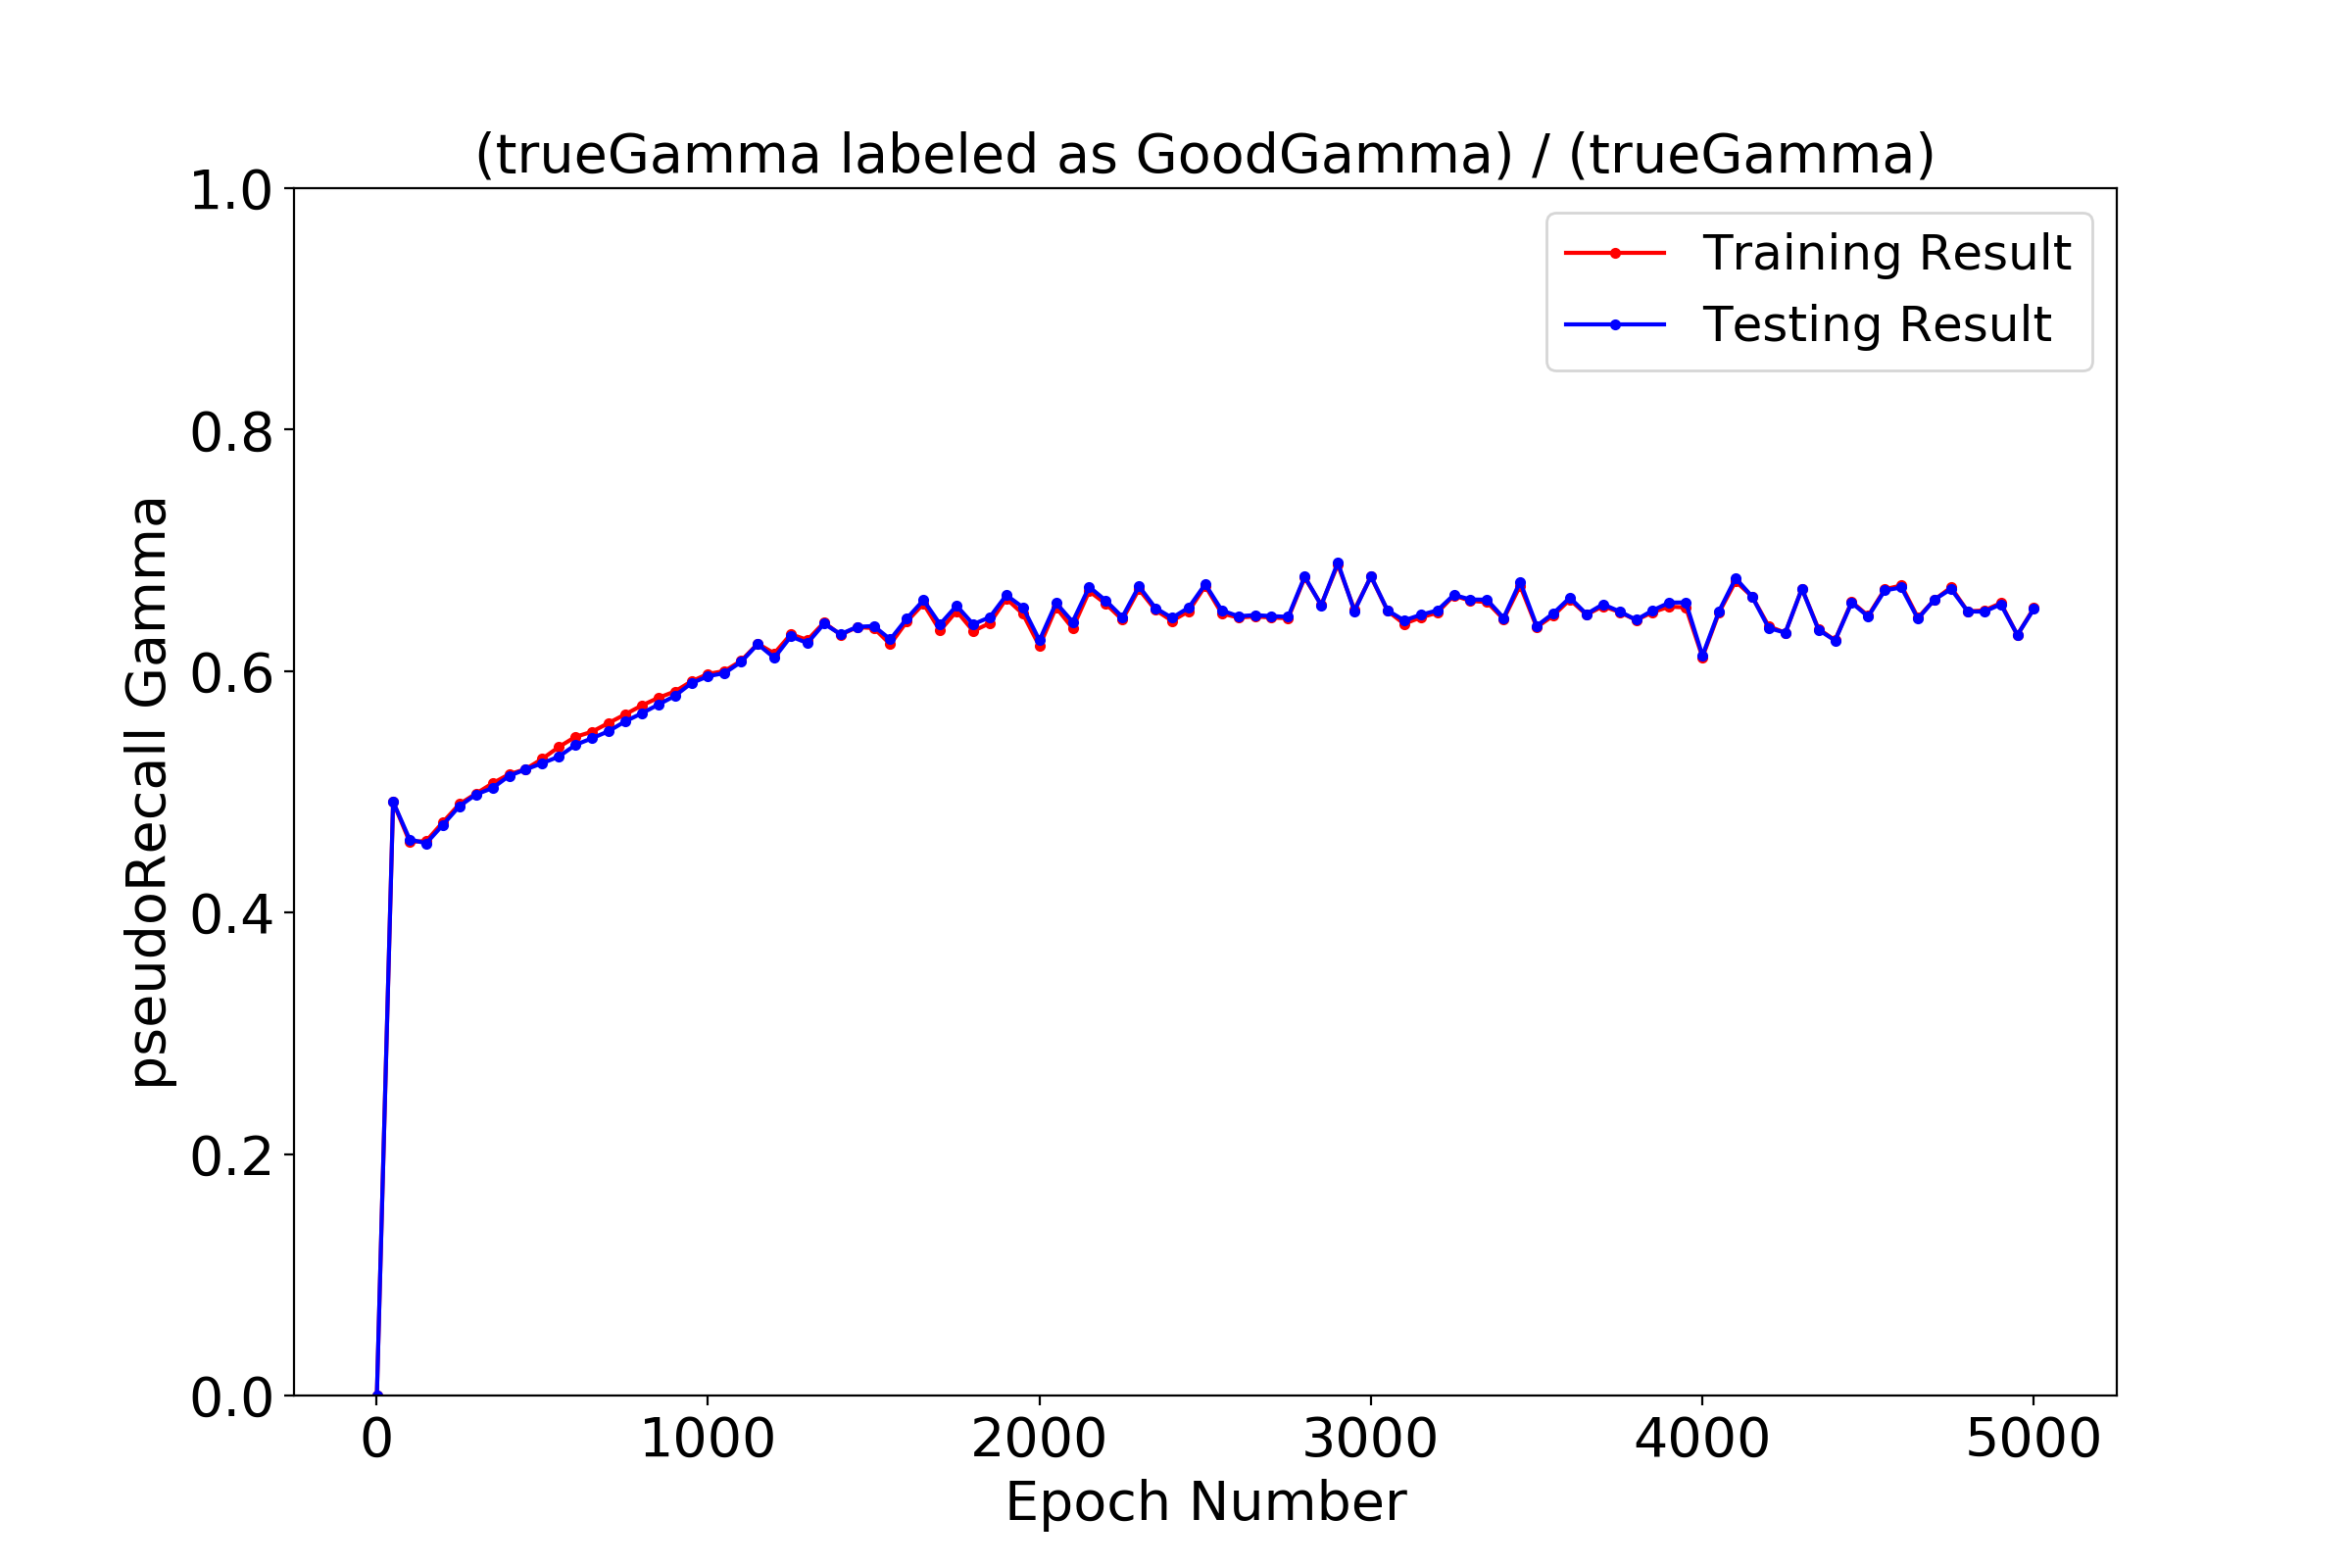 (trueGamma labeled as GoodGamma) / (trueGamma)
1.0
Training Result
Testing Result
0.8
0.6
0.4
0.2
0.0
pseudoRecall Gamma
0 1000 2000 3000 4000 5000
Epoch Number